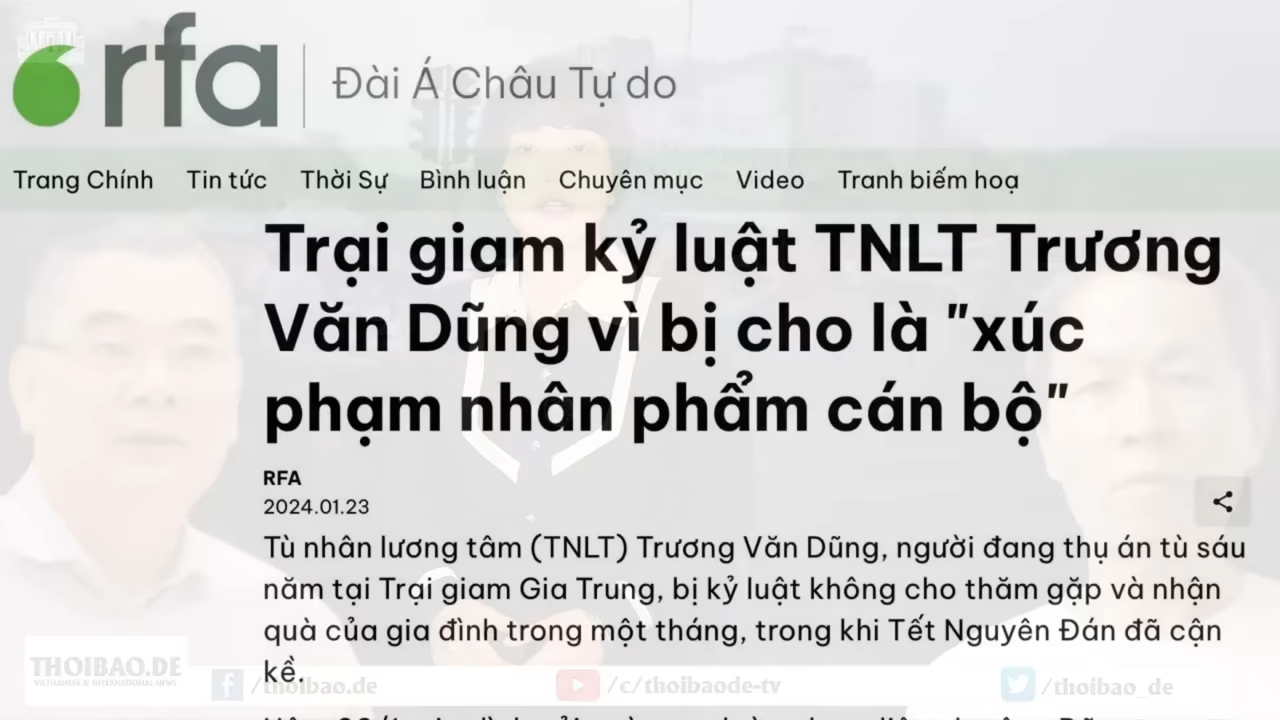 rfa Đài Á Châu Tự do
Trang Chính Tin tức Thời Sự Bình luận Chuyên mục Video Tranh biếm hoạ
Trại giam kỷ luật TNLT Trương
Văn Dũng vì bị cho là "xúc
phạm nhân phẩm cán bộ"
RFA
2024.01.23
Tù nhân lương tâm (TNLT) Trương Văn Dũng, người đang thụ án tù sáu
năm tại Trại giam Gia Trung, bị kỷ luật không cho thăm gặp và nhận
quà của gia đình trong một tháng, trong khi Tết Nguyên Đán đã cận
kề.
THOIBAO.DE
VIETNAMESE & INTERNATIONAL NEWS
/thoibao.de
/c/thoibaode-tv
/thoibao_de